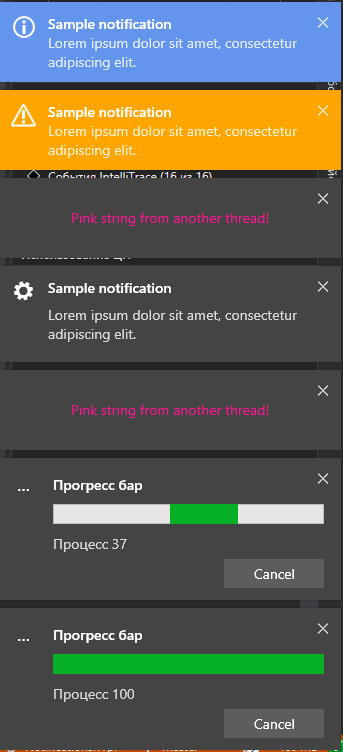 Sample notification
Lorem ipsum dolor sit amet, consectetur
adipiscing elit.
Sample notification
Lorem ipsum dolor sit amet, consectetur
adipiscing elit.
События IntelliTrace (16 из 16)
Pink string from another thread!
Sample notification
Lorem ipsum dolor sit amet, consectetur
adipiscing elit.
Pink string from another thread!
... Прогресс бар
Процесс 37
Cancel
... Прогресс бар
Процесс 100
Cancel